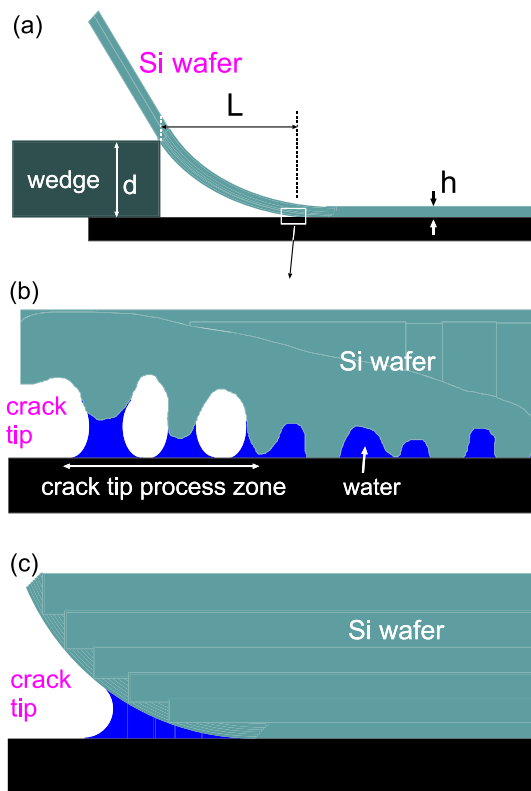 (a)
Si wafer
L
wedge
d
h
(b)
Si wafer
crack
tip
crack tip process zone
water
(c)
Si wafer
crack
tip